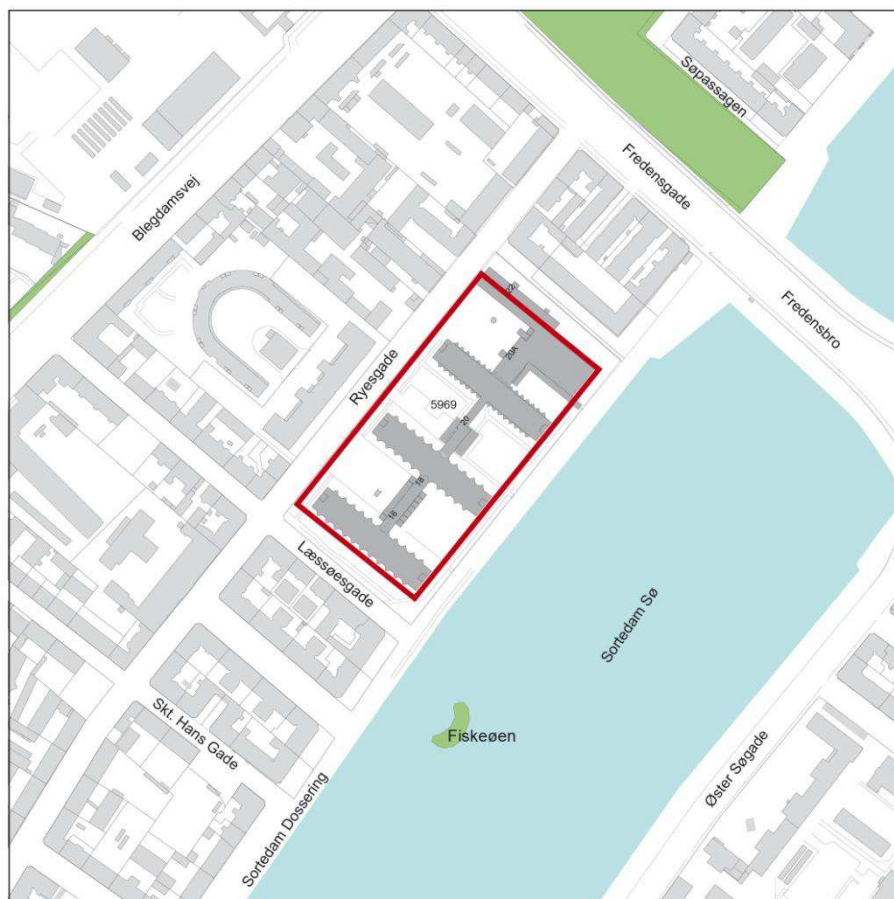 Søpassagen
Fredensgade
Blegdamsvej
Fredensbro
22
Ryesgade
20A
5969
20
18
16
Læssøesgade
Sortedam Sø
Skt. Hans Gade
Fiskeøen
Øster Søgade
Sortedam Dossering